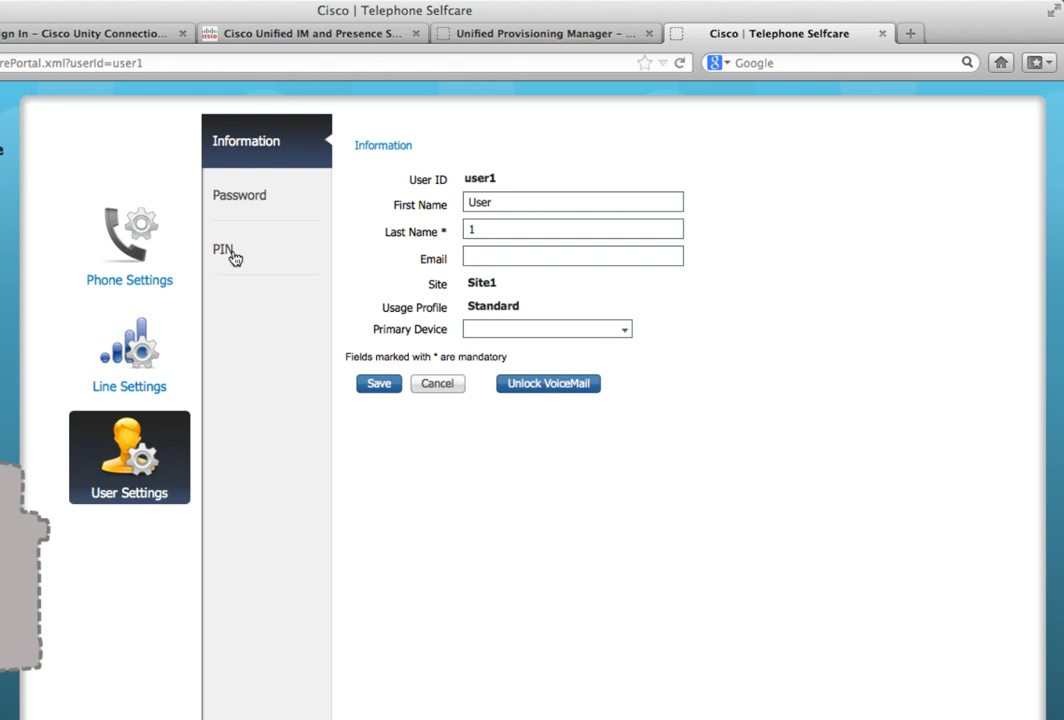 Cisco | Telephone Selfcare
gn In – Cisco Unity Connectio...
Cisco Unified IM and Presence S...
Unified Provisioning Manager – ...
Cisco | Telephone Selfcare
rePortal.xml?userId=user1
Google
e
Information
Password
PIN
Phone Settings
Line Settings
User Settings
Information
User ID user1
First Name User
Last Name * 1
Email
Site Site1
Usage Profile Standard
Primary Device
Fields marked with * are mandatory
Save Cancel Unlock VoiceMail